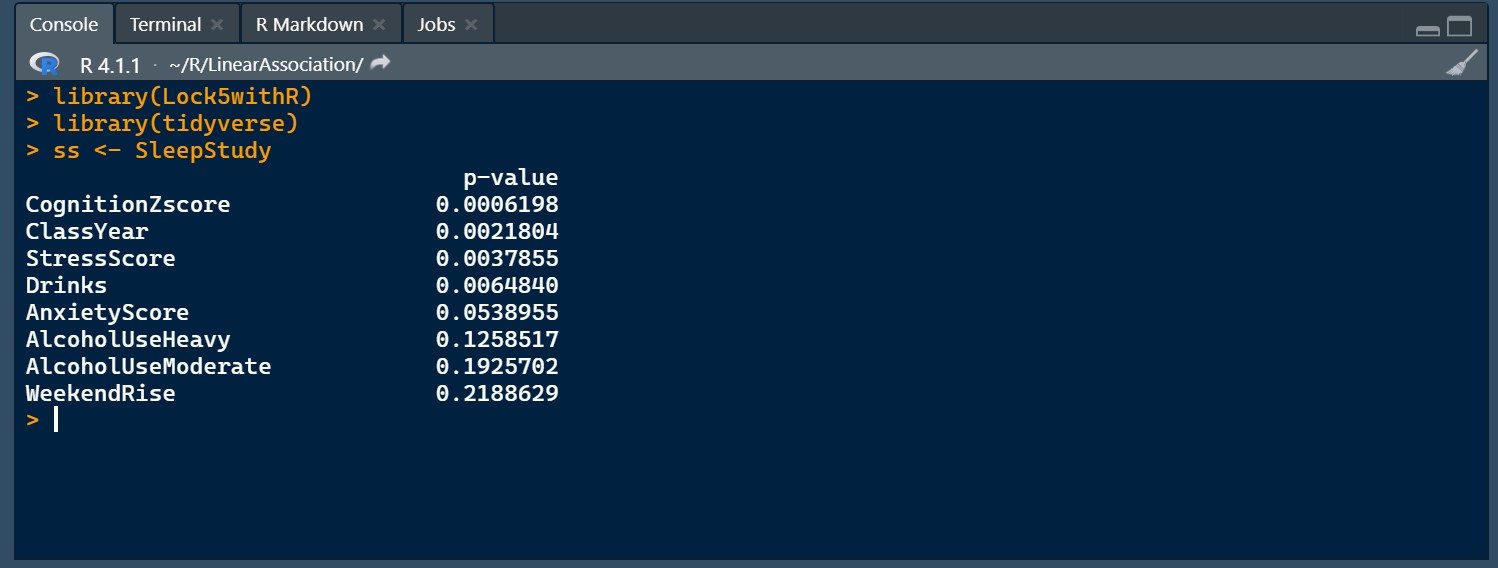 Console Terminal R Markdown Jobs
R 4.1.1 · ~/R/LinearAssociation/
> library(Lock5withR)
> library(tidyverse)
> ss <- SleepStudy
p-value
CognitionZscore 0.0006198
ClassYear 0.0021804
StressScore 0.0037855
Drinks 0.0064840
AnxietyScore 0.0538955
AlcoholUseHeavy 0.1258517
AlcoholUseModerate 0.1925702
WeekendRise 0.2188629
>